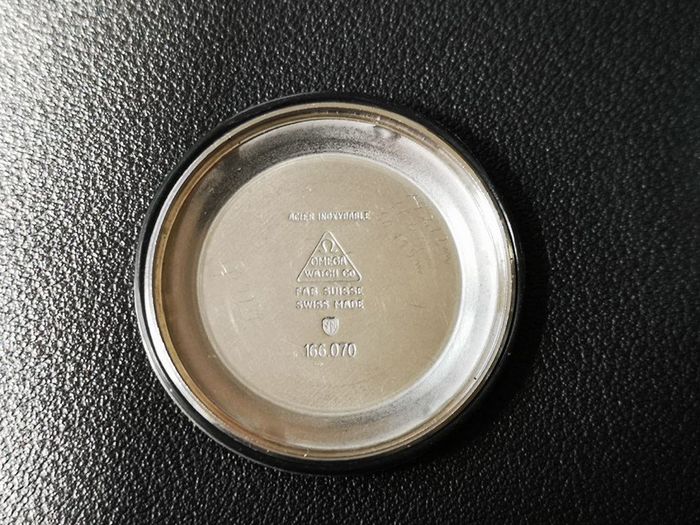 ACIER INOXYDABLE
Ω
OMEGA
WATCH CO
FAB. SUISSE
SWISS MADE
166.070